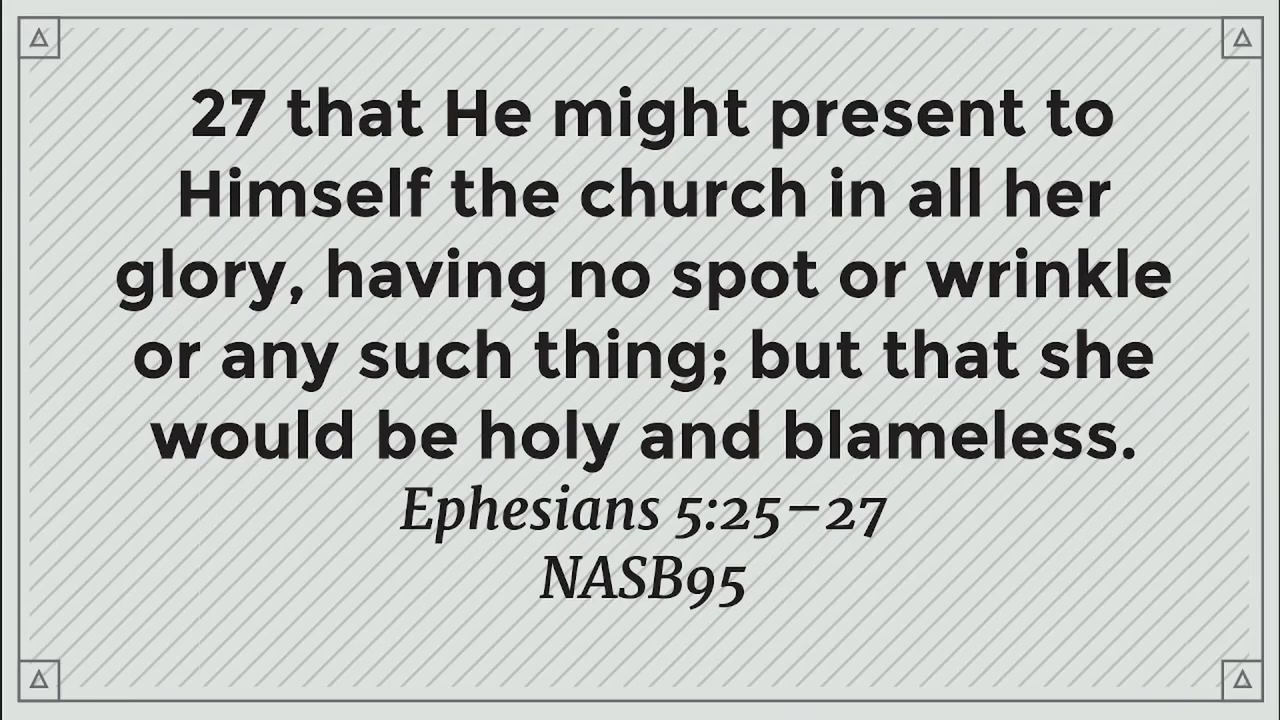 27 that He might present to
Himself the church in all her
glory, having no spot or wrinkle
or any such thing; but that she
would be holy and blameless.
Ephesians 5:25–27
NASB95